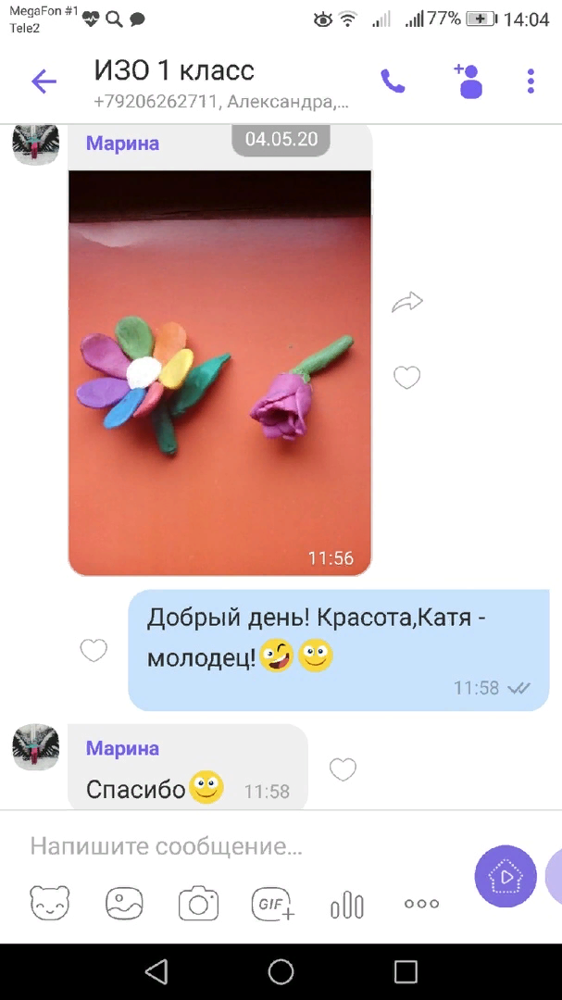 MegaFon #1
Tele2
77%
14:04
ИЗО 1 класс
+79206262711, Александра,...
Марина
04.05.20
11:56
Добрый день! Красота,Катя -
молодец!
11:58
Марина
Спасибо
11:58
Напишите сообщение...
GIF